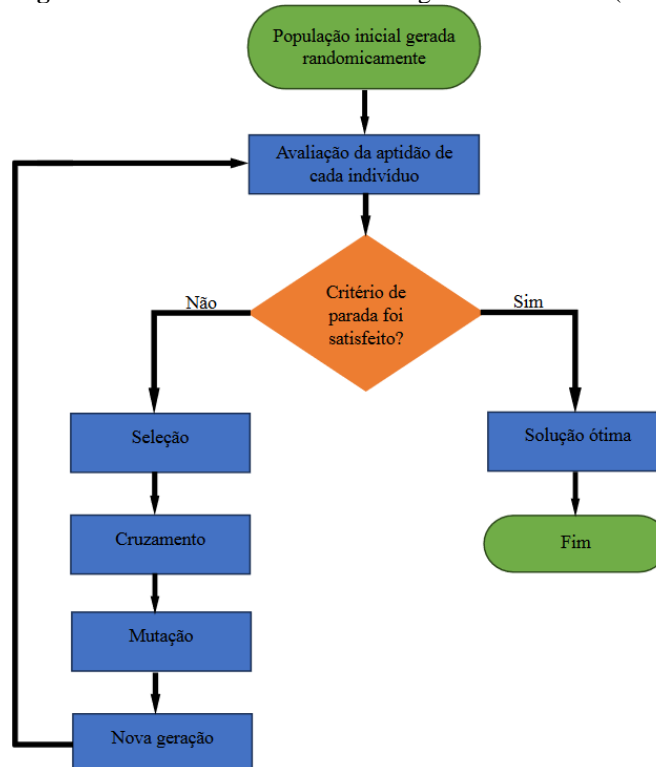 População inicial gerada
randomicamente
Avaliação da aptidão de
cada indivíduo
Critério de
parada foi
satisfeito?
Não
Sim
Seleção
Solução ótima
Cruzamento
Fim
Mutação
Nova geração